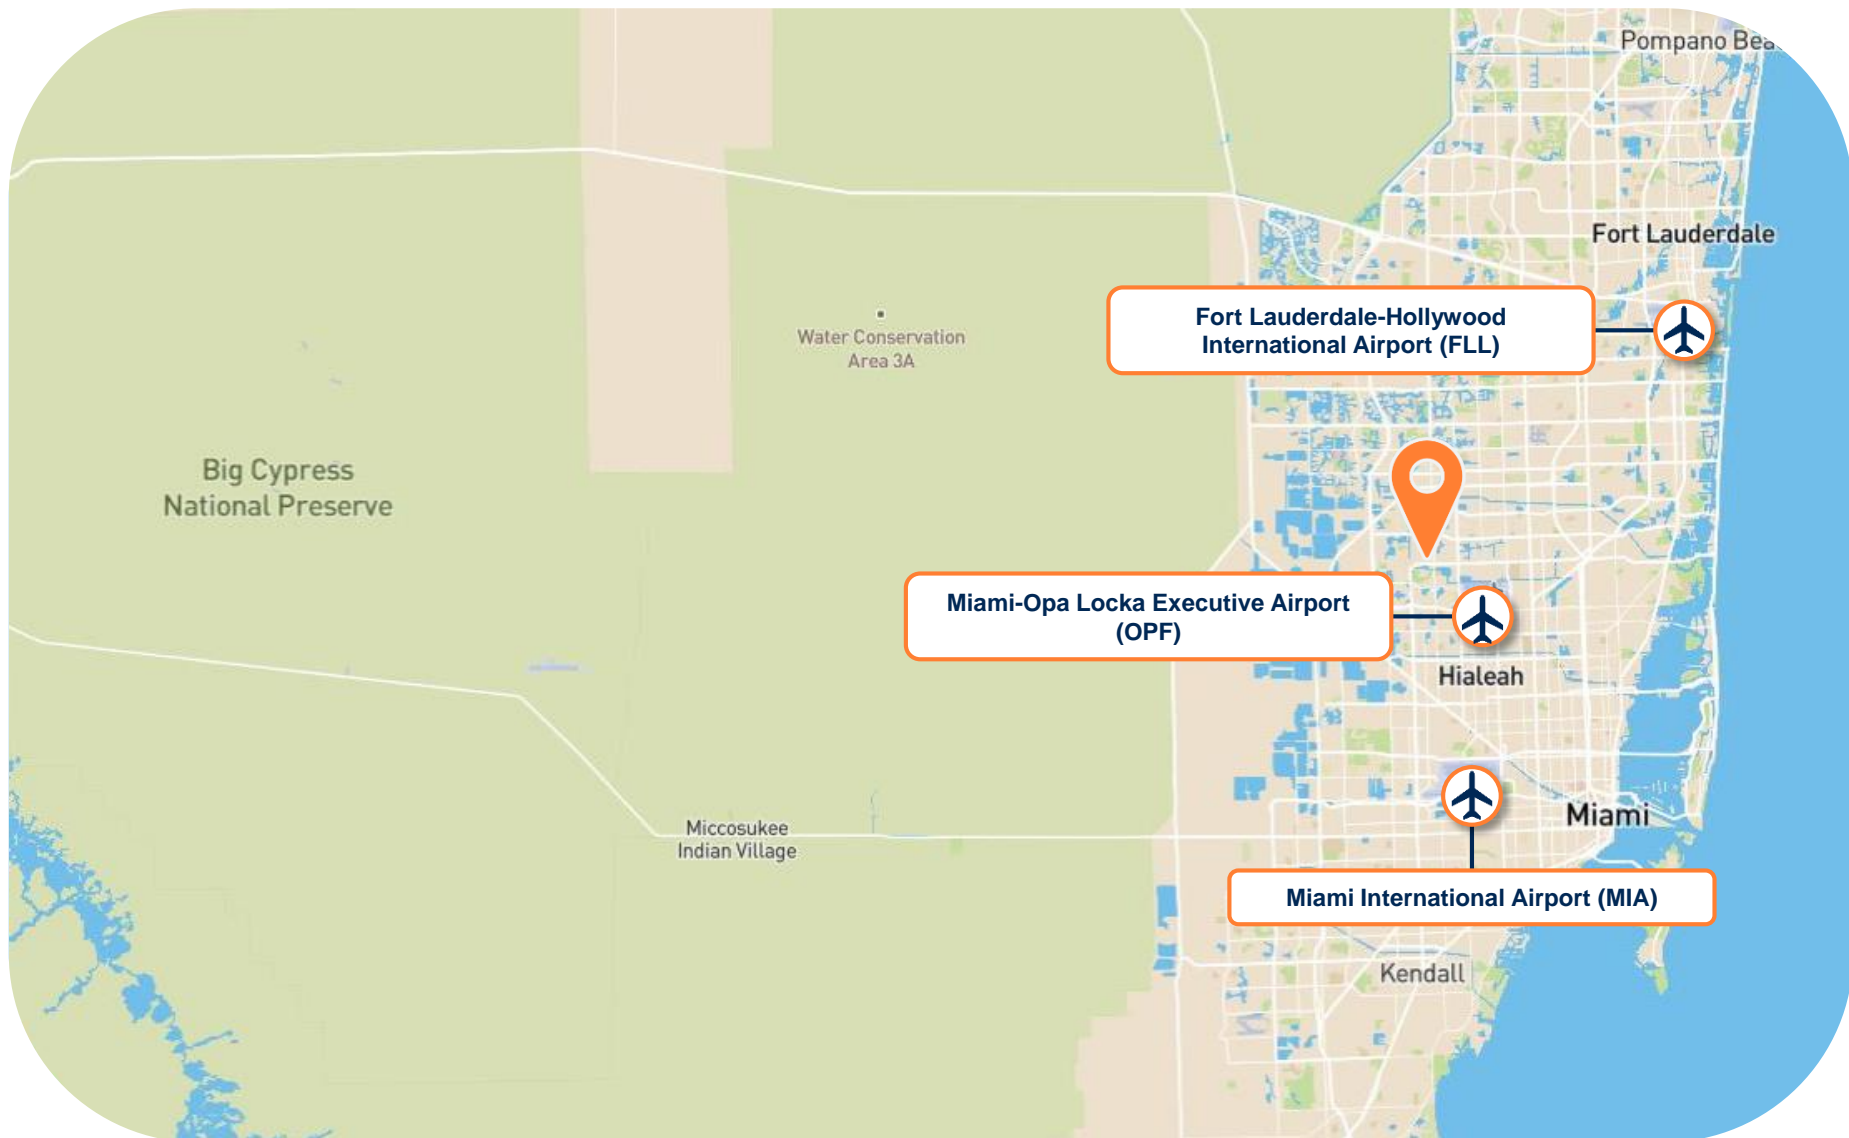 Pompano Bea
Fort Lauderdale
Fort Lauderdale-Hollywood
International Airport (FLL)
Water Conservation
Area 3A
Big Cypress
National Preserve
Miami-Opa Locka Executive Airport
(OPF)
Hialeah
Miami
Miccosukee
Indian Village
Miami International Airport (MIA)
Kendall